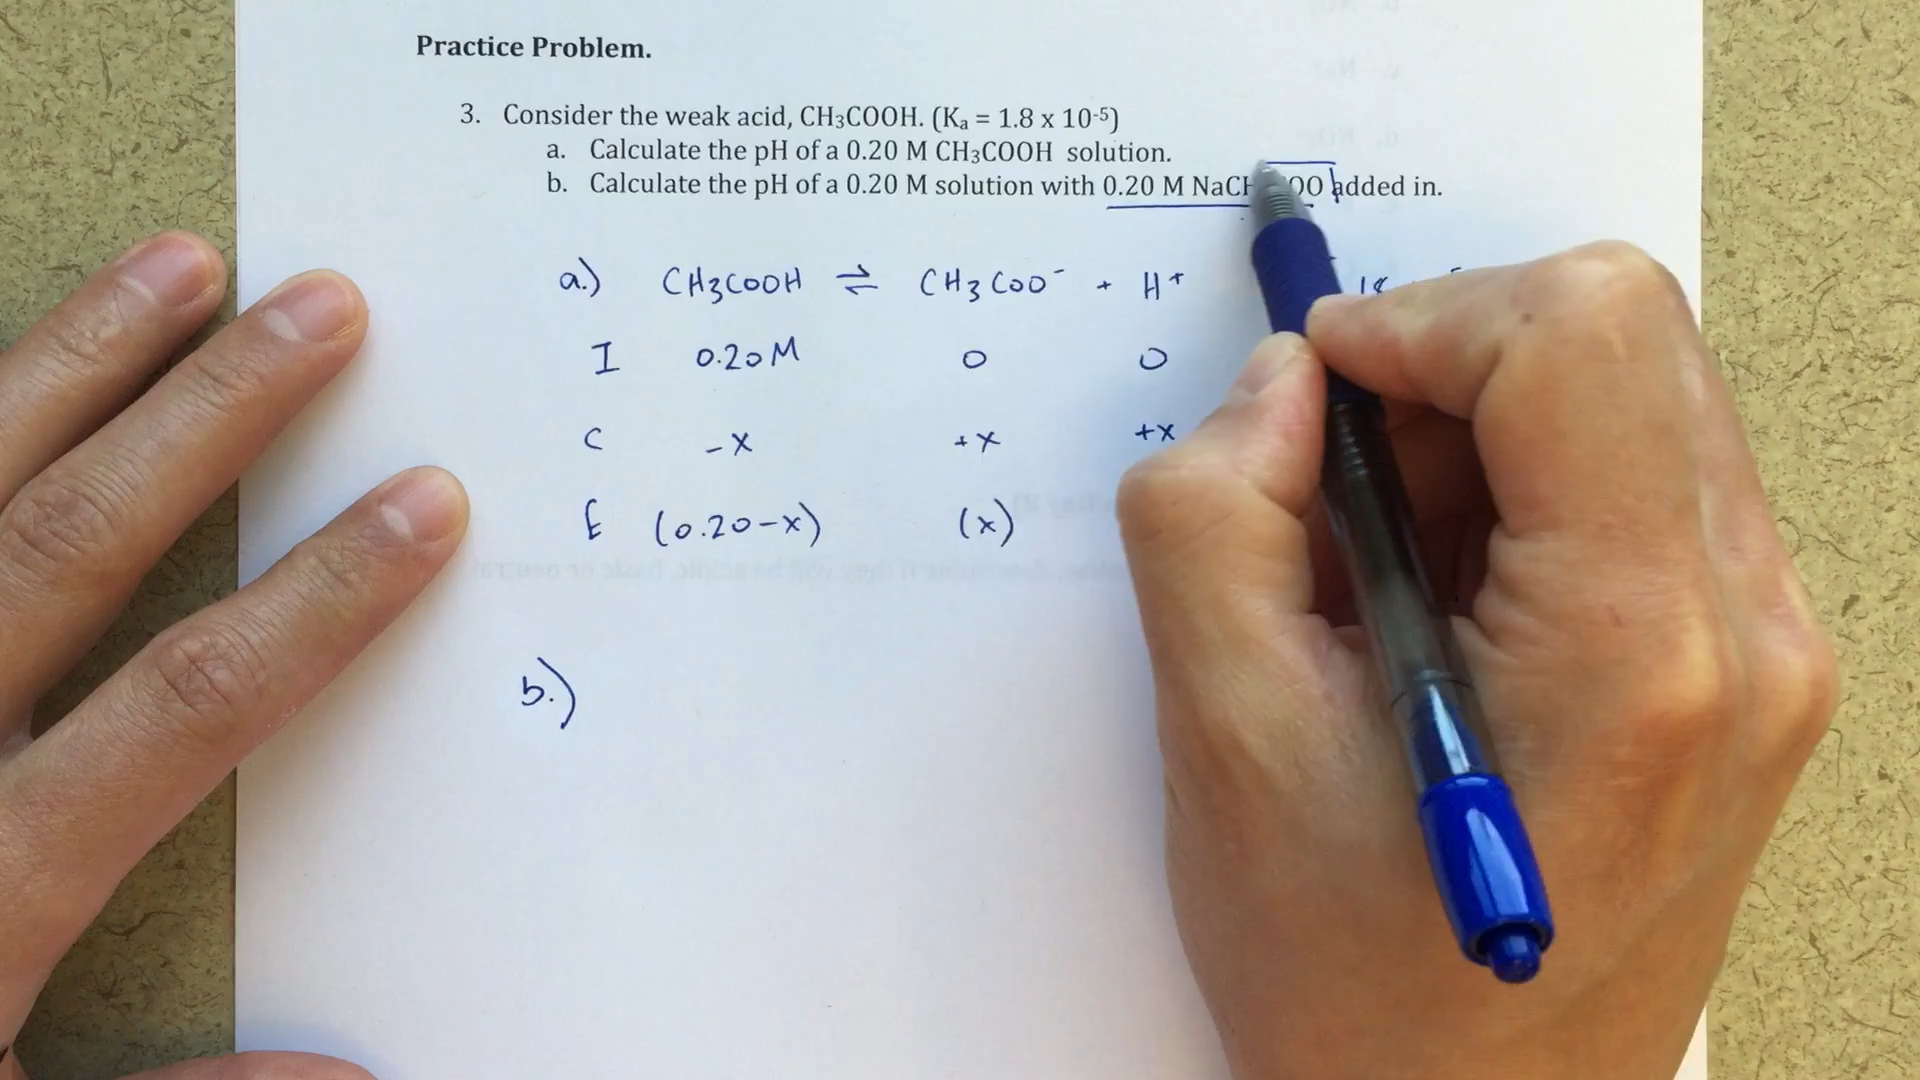 Practice Problem.
3. Consider the weak acid, CH₃COOH. (Kₐ = 1.8 x 10⁻⁵)
a. Calculate the pH of a 0.20 M CH₃COOH solution.
b. Calculate the pH of a 0.20 M solution with 0.20 M added in.
a.) CH₃COOH ⇌ CH₃COO⁻ + H⁺
I 0.20M 0 0
C -x +x +x
E (0.20-x) (x)
b.)